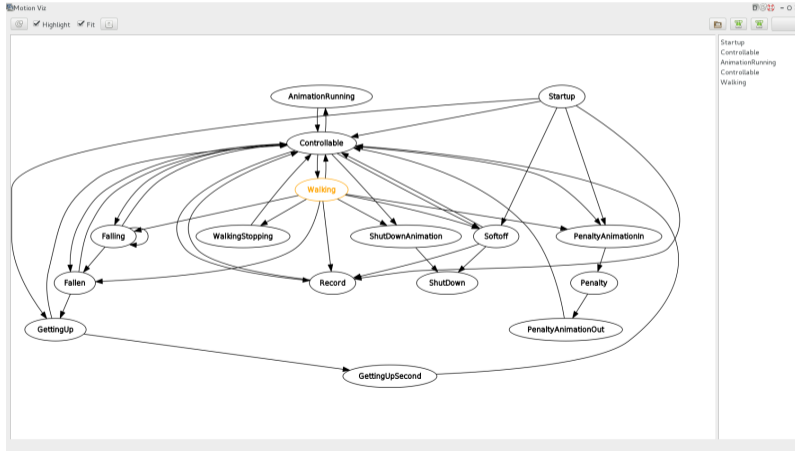 Motion Viz
Highlight Fit
Startup
Controllable
AnimationRunning
Controllable
Walking
AnimationRunning Startup
Controllable
Walking
Falling WalkingStopping ShutDownAnimation Softoff PenaltyAnimationIn
Fallen Record ShutDown Penalty
GettingUp PenaltyAnimationOut
GettingUpSecond